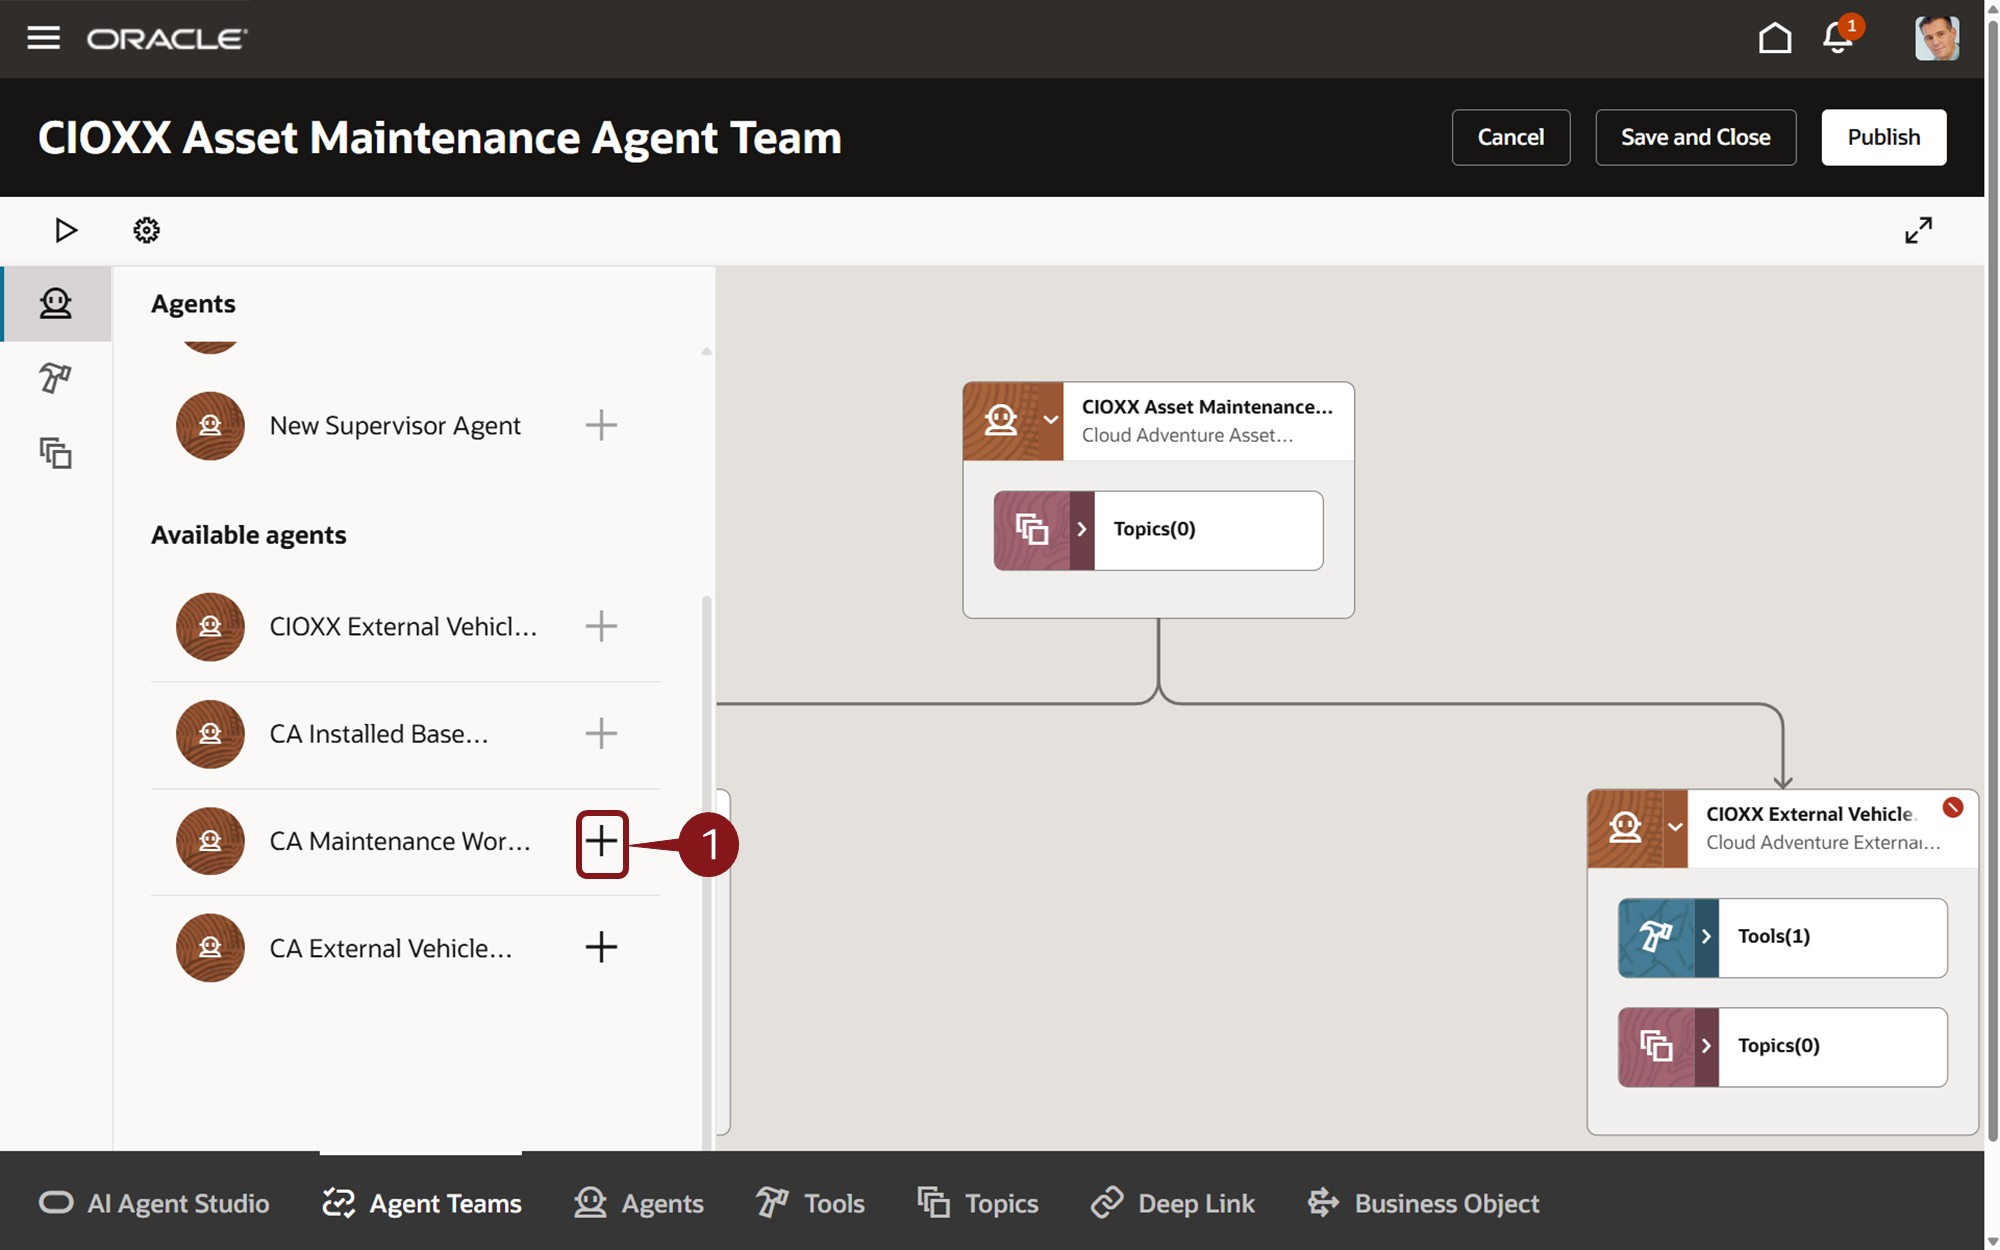 ORACLE
1
CIOXX Asset Maintenance Agent Team
Cancel
Save and Close
Publish
Agents
New Supervisor Agent
Available agents
CIOXX External Vehicl...
CA Installed Base...
CA Maintenance Wor...
1
CA External Vehicle...
CIOXX Asset Maintenance...
Cloud Adventure Asset...
Topics(0)
CIOXX External Vehicle
Cloud Adventure External...
Tools(1)
Topics(0)
AI Agent Studio
Agent Teams
Agents
Tools
Topics
Deep Link
Business Object